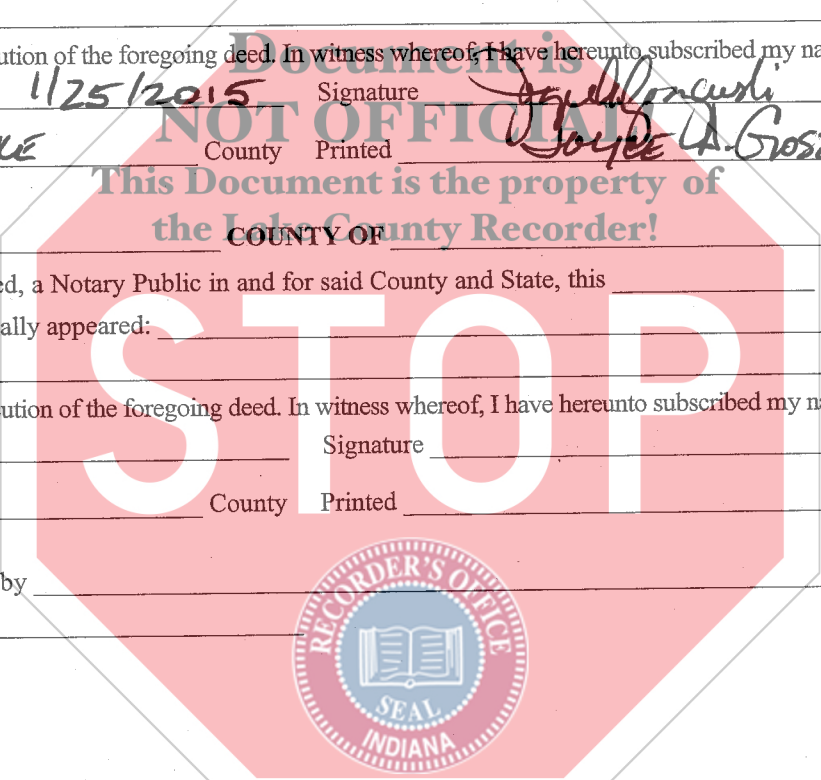 ution of the foregoing deed. In witness whereof, I have hereunto subscribed my na
Document is
1/25/2015 Signature
NOT OFFICIAL
County Printed JOYCE A.
This Document is the property of
the Lake County Recorder!
COUNTY OF
ed, a Notary Public in and for said County and State, this
ally appeared:
STOP
ution of the foregoing deed. In witness whereof, I have hereunto subscribed my na
Signature
County Printed
by
RECORDER'S OFFICE
SEAL
INDIANA